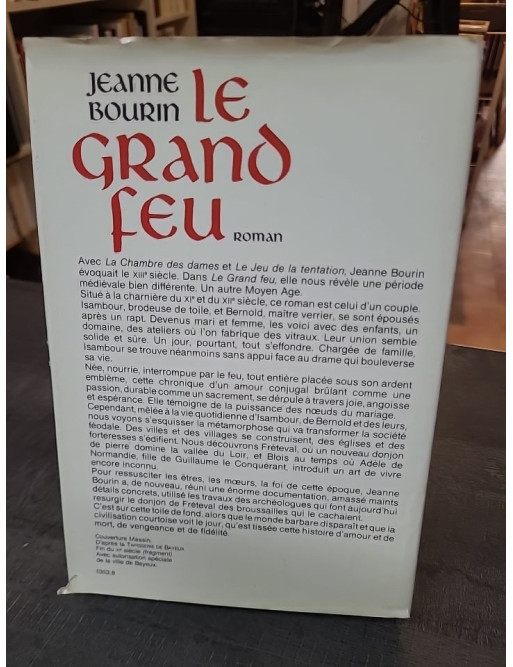 JEANNE
BOURIN
LE
GRAND
FEU
ROMAN
Avec La Chambre des dames et Le Jeu de la tentation, Jeanne Bourin
évoquait le XIIIe siècle. Dans Le Grand feu, elle nous révèle une période
médiévale bien différente. Un autre Moyen Age.
Situé à la charnière du XIe et du XIIe siècle, ce roman est celui d'un couple.
Isambour, brodeuse de toile, et Bernold, maître verrier, se sont épousés
après un rapt. Devenus mari et femme, les voici avec des enfants, un
domaine, des ateliers où l'on fabrique des vitraux. Leur union semble
solide et sûre. Un jour, pourtant, tout s'effondre. Chargée de famille,
Isambour se trouve néanmoins sans appui face au drame qui bouleverse
sa vie.
Née, nourrie, interrompue par le feu, tout entière placée sous son ardent
emblème, cette chronique d'un amour conjugal brûlant comme une
passion, durable comme un sacrement, se dérpule à travers joie, angoisse
et espérance. Elle témoigne de la puissance des nœuds du mariage.
Cependant, mêlée à la vie quotidienne d'Isambour, de Bernold et des leurs,
nous voyons s'esquisser la métamorphose qui va transformer la société
féodale. Des villes et des villages se construisent, des églises et des
forteresses s'édifient. Nous découvrons Fréteval, ou un nouveau donjon
de pierre domine la vallée du Loir, et Blois au temps où Adèle de
Normandie, fille de Guillaume le Conquérant, introduit un art de vivre
encore inconnu.
Pour ressusciter les êtres, les mœurs, la foi de cette époque, Jeanne
Bourin a, de nouveau, réuni une énorme documentation, amassé maints
détails concrets, utilisé les travaux des archéologues qui font aujourd'hui
resurgir le donjon de Fréteval des broussailles qui le cachaient.
C'est sur cette toile de fond, alors que le monde barbare disparaît et que la
civilisation courtoise voit le jour, qu'est tissée cette histoire d'amour et de
mort, de vengeance et de fidélité.
Couverture Massin.
D'après la TAPISSERIE DE BAYEUX
Fin du XIe siècle (fragment)
Avec autorisation spéciale
de la ville de Bayeux.